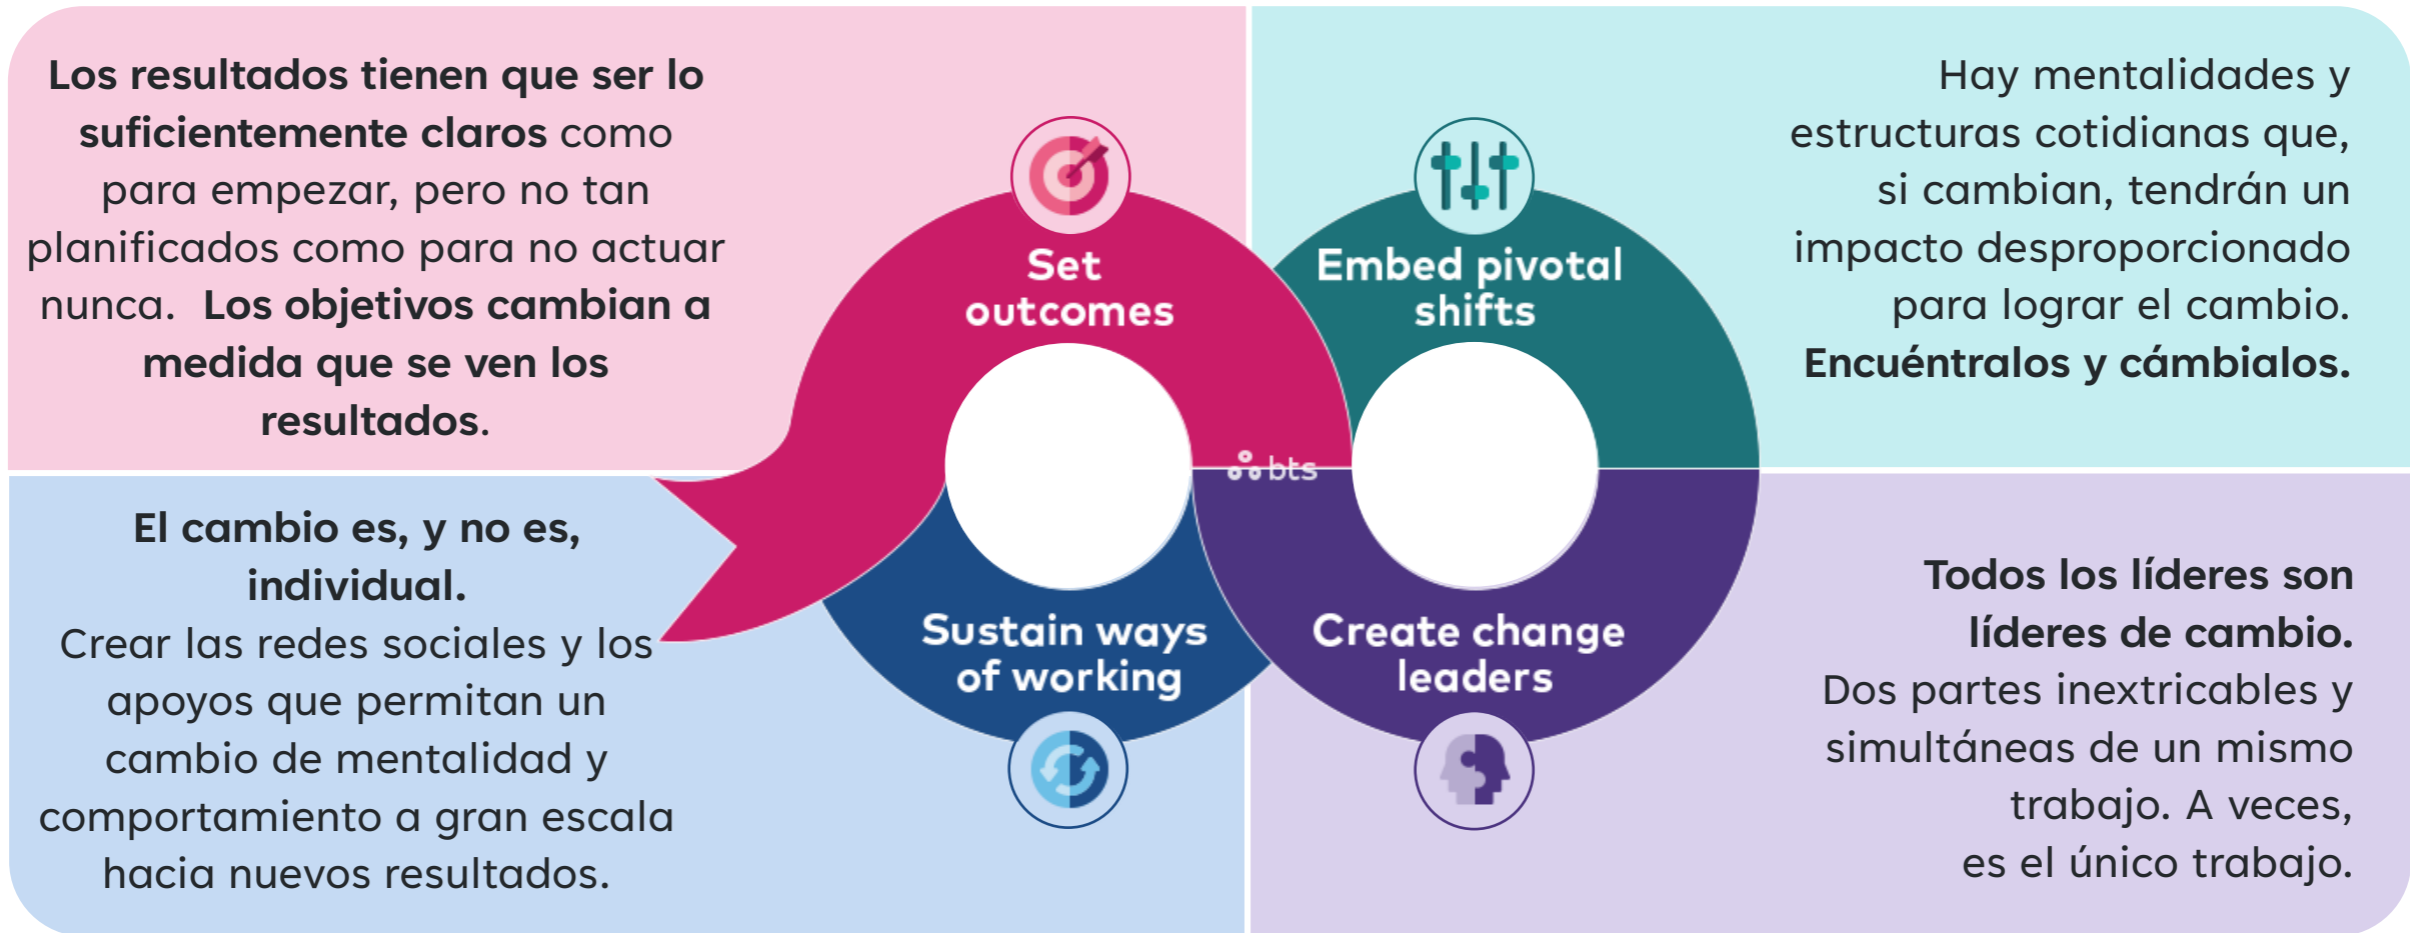 Los resultados tienen que ser lo
suficientemente claros como
para empezar, pero no tan
planificados como para no actuar
nunca. Los objetivos cambian a
medida que se ven los
resultados.
Set
outcomes
Embed pivotal
shifts
Hay mentalidades y
estructuras cotidianas que,
si cambian, tendrán un
impacto desproporcionado
para lograr el cambio.
Encuéntralos y cámbialos.
bts
El cambio es, y no es,
individual.
Crear las redes sociales y los
apoyos que permitan un
cambio de mentalidad y
comportamiento a gran escala
hacia nuevos resultados.
Sustain ways
of working
Create change
leaders
Todos los líderes son
líderes de cambio.
Dos partes inextricables y
simultáneas de un mismo
trabajo. A veces,
es el único trabajo.